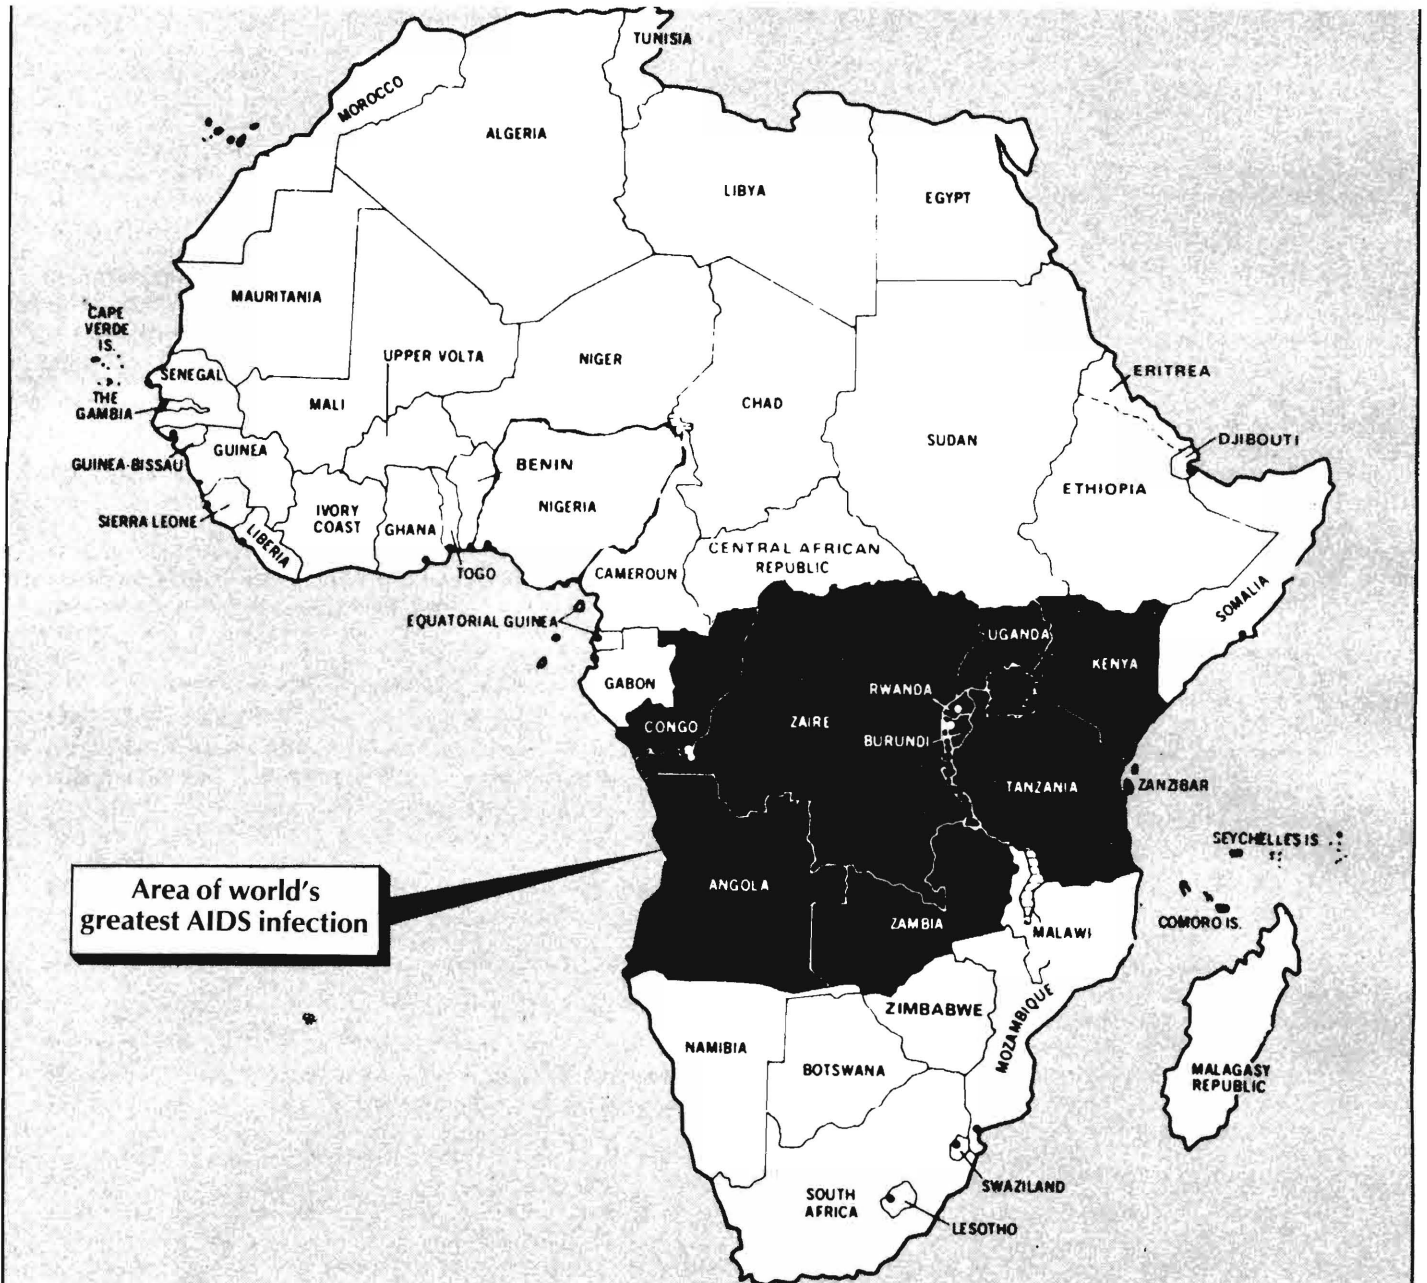 TUNISIA
MOROCCO
ALGERIA
LIBYA
EGYPT
MAURITANIA
CAPE
VERDE
IS.
UPPER VOLTA
NIGER
SENEGAL
ERITREA
THE
GAMBIA
MALI
CHAD
SUDAN
DJIBOUTI
GUINEA-BISSAU
GUINEA
BENIN
ETHIOPIA
NIGERIA
IVORY
COAST
SIERRA LEONE
GHANA
LIBERIA
CENTRAL AFRICAN
REPUBLIC
TOGO
CAMEROUN
SOMALIA
EQUATORIAL GUINEA
UGANDA
KENYA
GABON
RWANDA
CONGO
ZAIRE
BURUNDI
TANZANIA
ZANZIBAR
SEYCHELLES IS.
Area of world's
greatest AIDS infection
ANGOLA
ZAMBIA
MALAWI
COMORO IS.
ZIMBABWE
MOZAMBIQUE
NAMIBIA
BOTSWANA
MALAGASY
REPUBLIC
SWAZILAND
SOUTH
AFRICA
LESOTHO